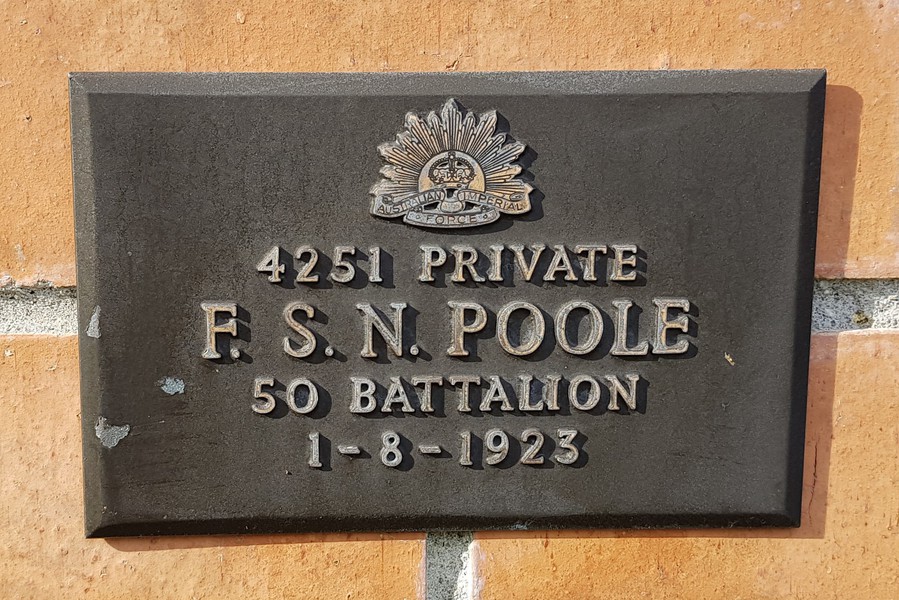 AUSTRALIAN IMPERIAL
FORCE
4251 PRIVATE
F. S. N. POOLE
50 BATTALION
1-8-1923